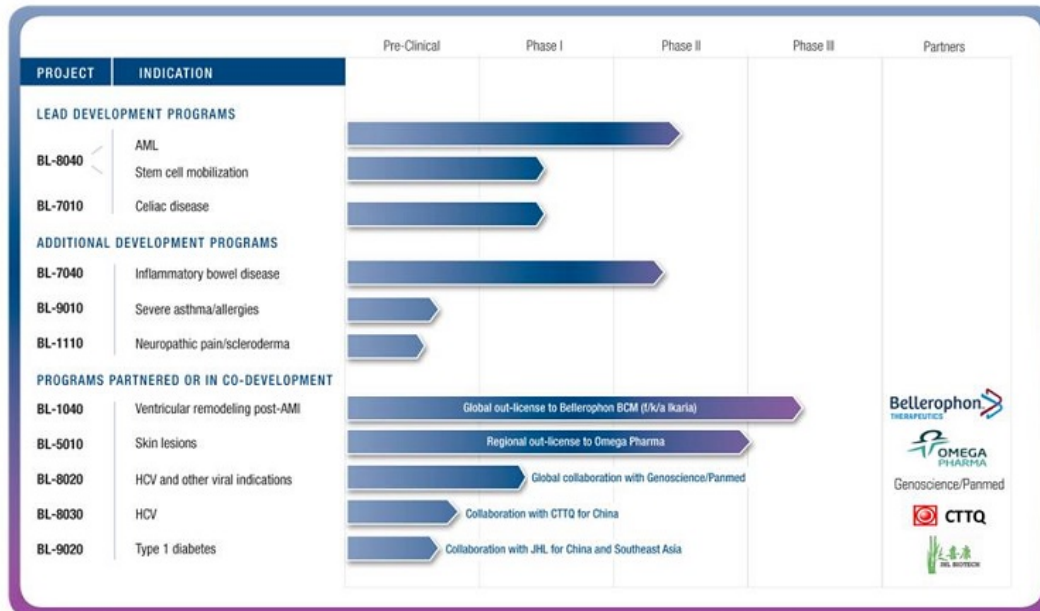 Pre-Clinical Phase I Phase II Phase III Partners
PROJECT INDICATION
LEAD DEVELOPMENT PROGRAMS
BL-8040 AML
Stem cell mobilization
BL-7010 Celiac disease
ADDITIONAL DEVELOPMENT PROGRAMS
BL-7040 Inflammatory bowel disease
BL-9010 Severe asthma/allergies
BL-1110 Neuropathic pain/scleroderma
PROGRAMS PARTNERED OR IN CO-DEVELOPMENT
BL-1040 Ventricular remodeling post-AMI Global out-license to Bellerophon BCM (f/k/a Ikaria) Bellerophon
THERAPEUTICS
BL-5010 Skin lesions Regional out-license to Omega Pharma OMEGA
PHARMA
BL-8020 HCV and other viral indications Global collaboration with Genoscience/Panmed Genoscience/Panmed
BL-8030 HCV Collaboration with CTTQ for China CTTQ
BL-9020 Type 1 diabetes Collaboration with JHL for China and Southeast Asia 喜康
JHL BIOTECH